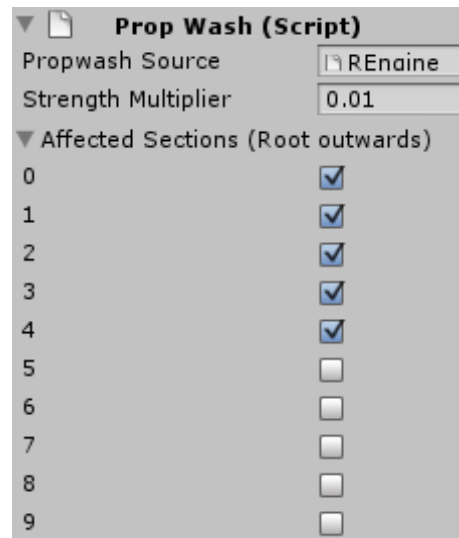 Prop Wash (Script)
Propwash Source REngine
Strength Multiplier 0.01
Affected Sections (Root outwards)
0
1
2
3
4
5
6
7
8
9